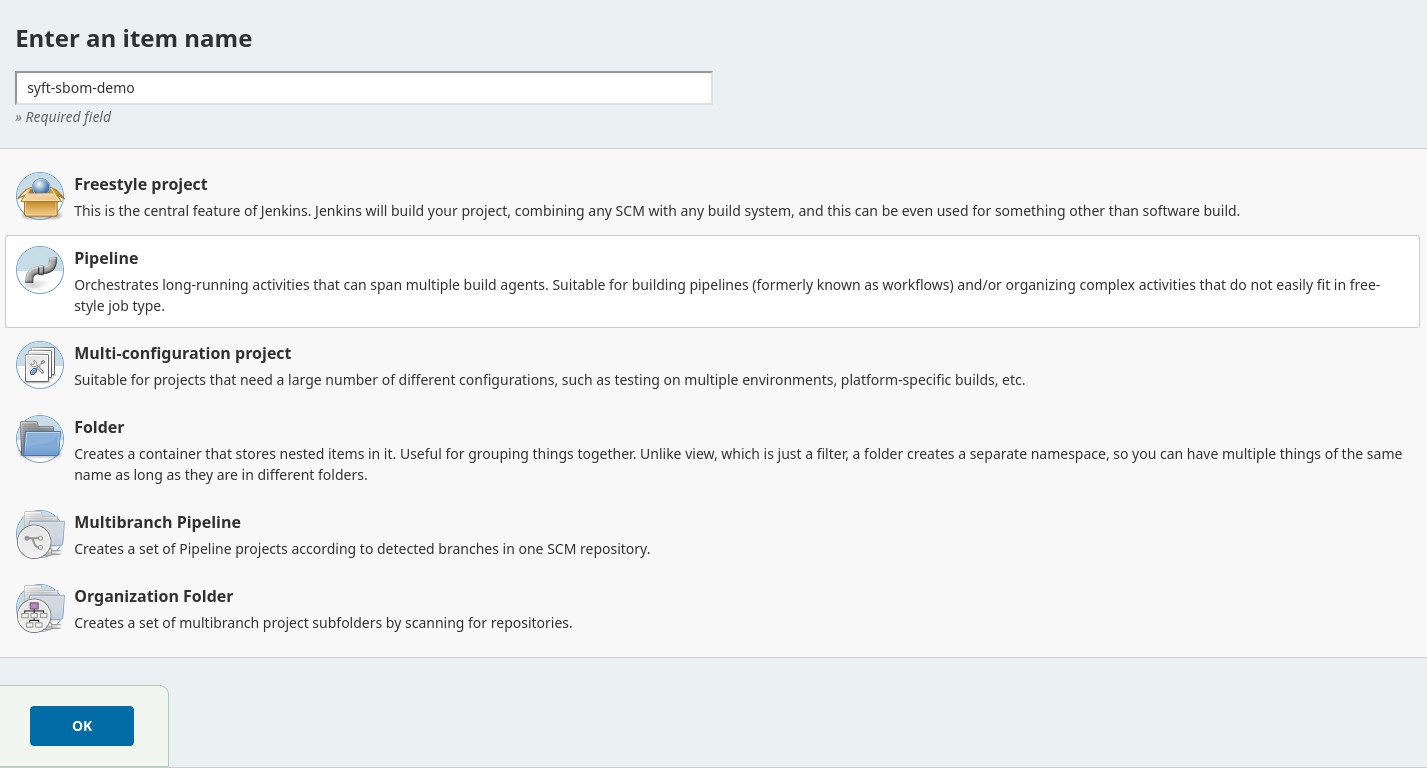 Enter an item name
syft-sbom-demo
» Required field
Freestyle project
This is the central feature of Jenkins. Jenkins will build your project, combining any SCM with any build system, and this can be even used for something other than software build.
Pipeline
Orchestrates long-running activities that can span multiple build agents. Suitable for building pipelines (formerly known as workflows) and/or organizing complex activities that do not easily fit in free-
style job type.
Multi-configuration project
Suitable for projects that need a large number of different configurations, such as testing on multiple environments, platform-specific builds, etc.
Folder
Creates a container that stores nested items in it. Useful for grouping things together. Unlike view, which is just a filter, a folder creates a separate namespace, so you can have multiple things of the same
name as long as they are in different folders.
Multibranch Pipeline
Creates a set of Pipeline projects according to detected branches in one SCM repository.
Organization Folder
Creates a set of multibranch project subfolders by scanning for repositories.
OK